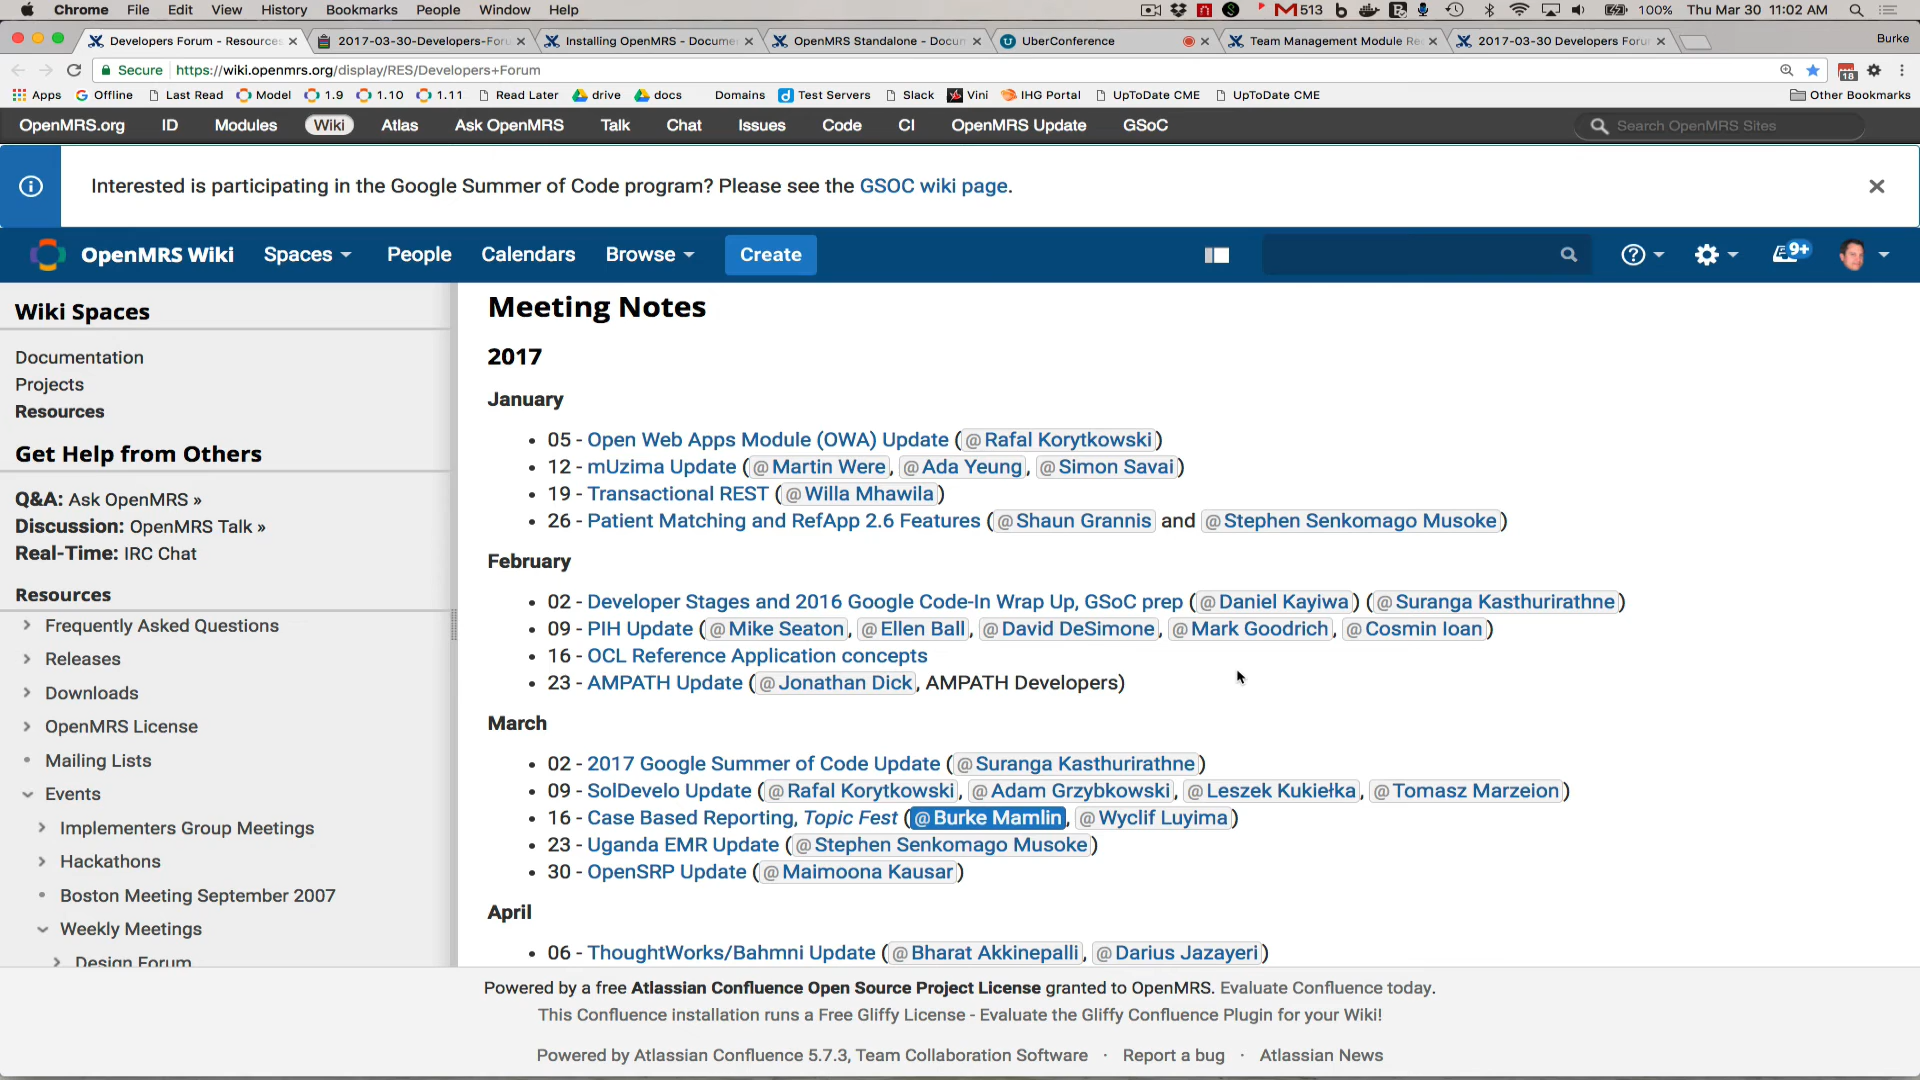 Chrome File Edit View History Bookmarks People Window Help 513 100% Thu Mar 30 11:02 AM
Developers Forum - Resources 2017-03-30-Developers-For Installing OpenMRS - Docume OpenMRS Standalone - Docun UberConference Team Management Module Re 2017-03-30 Developers Foru Burke
Secure https://wiki.openmrs.org/display/RES/Developers+Forum 18
Apps Offline Last Read Model 1.9 1.10 1.11 Read Later drive docs Domains Test Servers Slack Vini IHG Portal UpToDate CME UpToDate CME Other Bookmarks
OpenMRS.org ID Modules Wiki Atlas Ask OpenMRS Talk Chat Issues Code CI OpenMRS Update GSoC Search OpenMRS Sites
Interested is participating in the Google Summer of Code program? Please see the GSOC wiki page.
OpenMRS Wiki Spaces People Calendars Browse Create 9+
Wiki Spaces
Documentation
Projects
Resources
Get Help from Others
Q&A: Ask OpenMRS »
Discussion: OpenMRS Talk »
Real-Time: IRC Chat
Resources
Frequently Asked Questions
Releases
Downloads
OpenMRS License
Mailing Lists
Events
Implementers Group Meetings
Hackathons
Boston Meeting September 2007
Weekly Meetings
Design Forum
Meeting Notes
2017
January
• 05 - Open Web Apps Module (OWA) Update (@Rafal Korytkowski)
• 12 - mUzima Update (@Martin Were, @Ada Yeung, @Simon Savai)
• 19 - Transactional REST (@Willa Mhawila)
• 26 - Patient Matching and RefApp 2.6 Features (@Shaun Grannis and @Stephen Senkomago Musoke)
February
• 02 - Developer Stages and 2016 Google Code-In Wrap Up, GSoC prep (@Daniel Kayiwa) (@Suranga Kasthurirathne)
• 09 - PIH Update (@Mike Seaton, @Ellen Ball, @David DeSimone, @Mark Goodrich, @Cosmin Ioan)
• 16 - OCL Reference Application concepts
• 23 - AMPATH Update (@Jonathan Dick, AMPATH Developers)
March
• 02 - 2017 Google Summer of Code Update (@Suranga Kasthurirathne)
• 09 - SolDevelo Update (@Rafal Korytkowski, @Adam Grzybkowski, @Leszek Kukiełka, @Tomasz Marzeion)
• 16 - Case Based Reporting, Topic Fest (@Burke Mamlin, @Wyclif Luyima)
• 23 - Uganda EMR Update (@Stephen Senkomago Musoke)
• 30 - OpenSRP Update (@Maimoona Kausar)
April
• 06 - ThoughtWorks/Bahmni Update (@Bharat Akkinepalli, @Darius Jazayeri)
Powered by a free Atlassian Confluence Open Source Project License granted to OpenMRS. Evaluate Confluence today.
This Confluence installation runs a Free Gliffy License - Evaluate the Gliffy Confluence Plugin for your Wiki!
Powered by Atlassian Confluence 5.7.3, Team Collaboration Software · Report a bug · Atlassian News